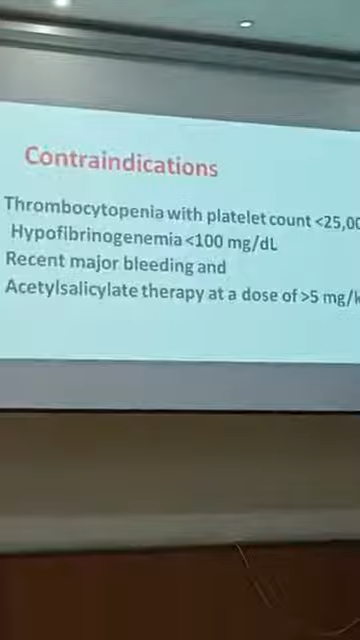 Contraindications
Thrombocytopenia with platelet count <25,00
Hypofibrinogenemia <100 mg/dL
Recent major bleeding and
Acetylsalicylate therapy at a dose of >5 mg/k